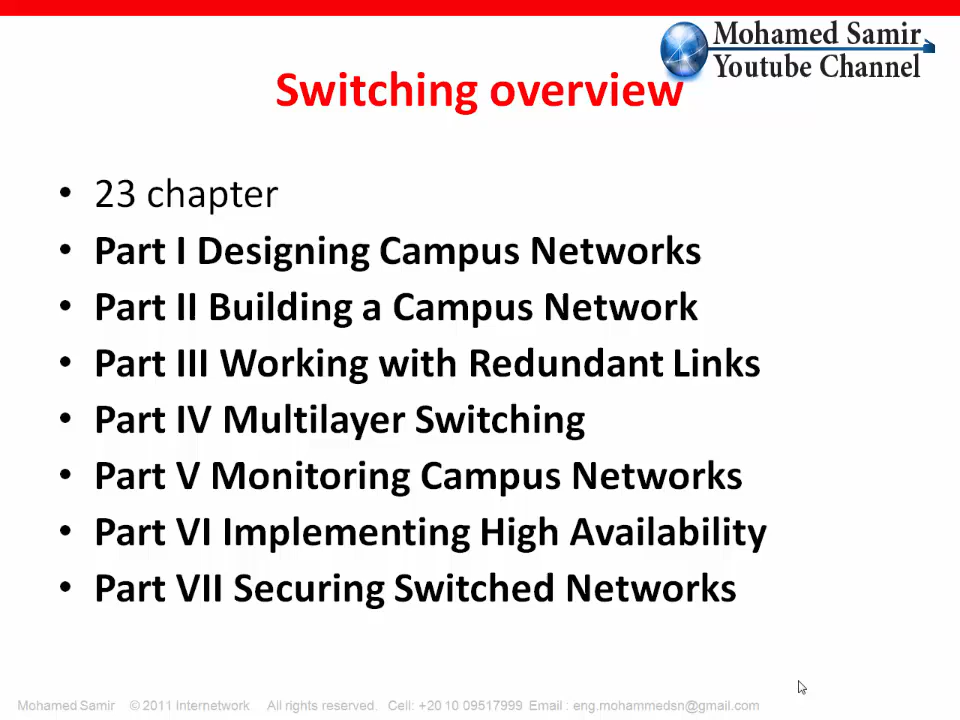 Mohamed Samir
Youtube Channel
Switching overview
• 23 chapter
• Part I Designing Campus Networks
• Part II Building a Campus Network
• Part III Working with Redundant Links
• Part IV Multilayer Switching
• Part V Monitoring Campus Networks
• Part VI Implementing High Availability
• Part VII Securing Switched Networks
Mohamed Samir © 2011 Internetwork All rights reserved. Cell: +20 10 09517999 Email : eng.mohammedsn@gmail.com